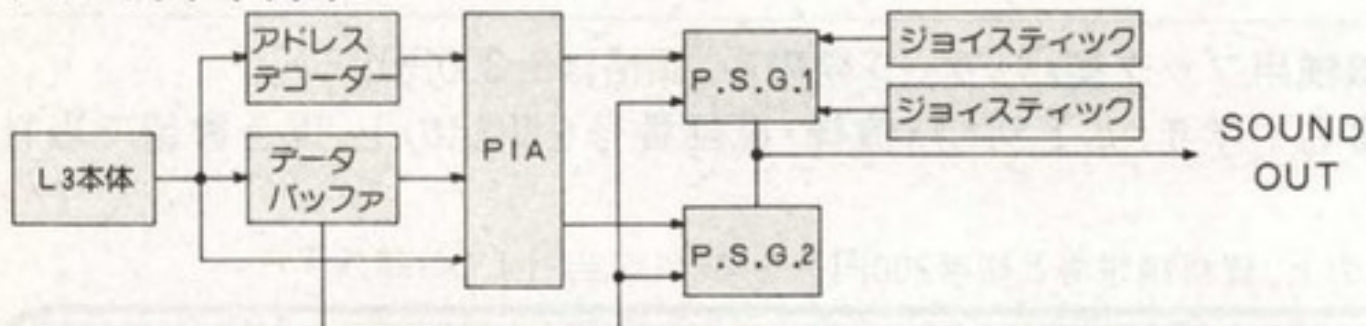 アドレス
デコーダー
PIA
P.S.G.1
ジョイスティック
ジョイスティック
L3本体
データ
バッファ
P.S.G.2
SOUND
OUT